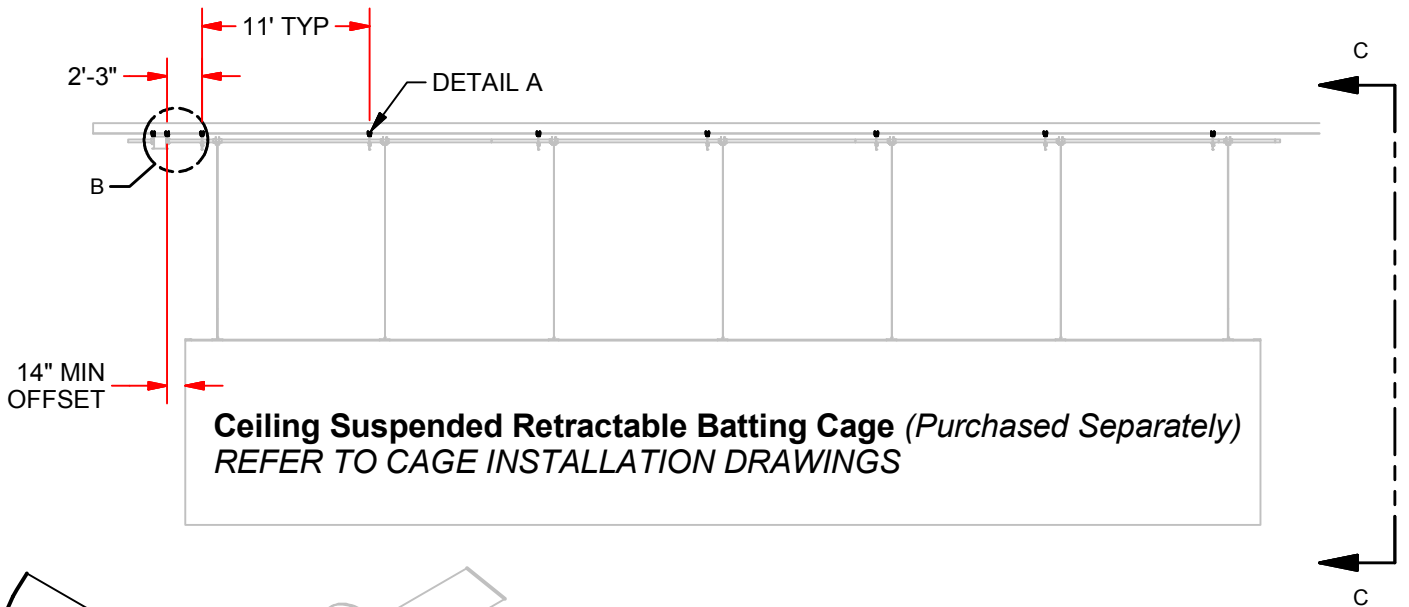 11' TYP
2'-3"
DETAIL A
C
B
14" MIN
OFFSET
Ceiling Suspended Retractable Batting Cage (Purchased Separately)
REFER TO CAGE INSTALLATION DRAWINGS
C